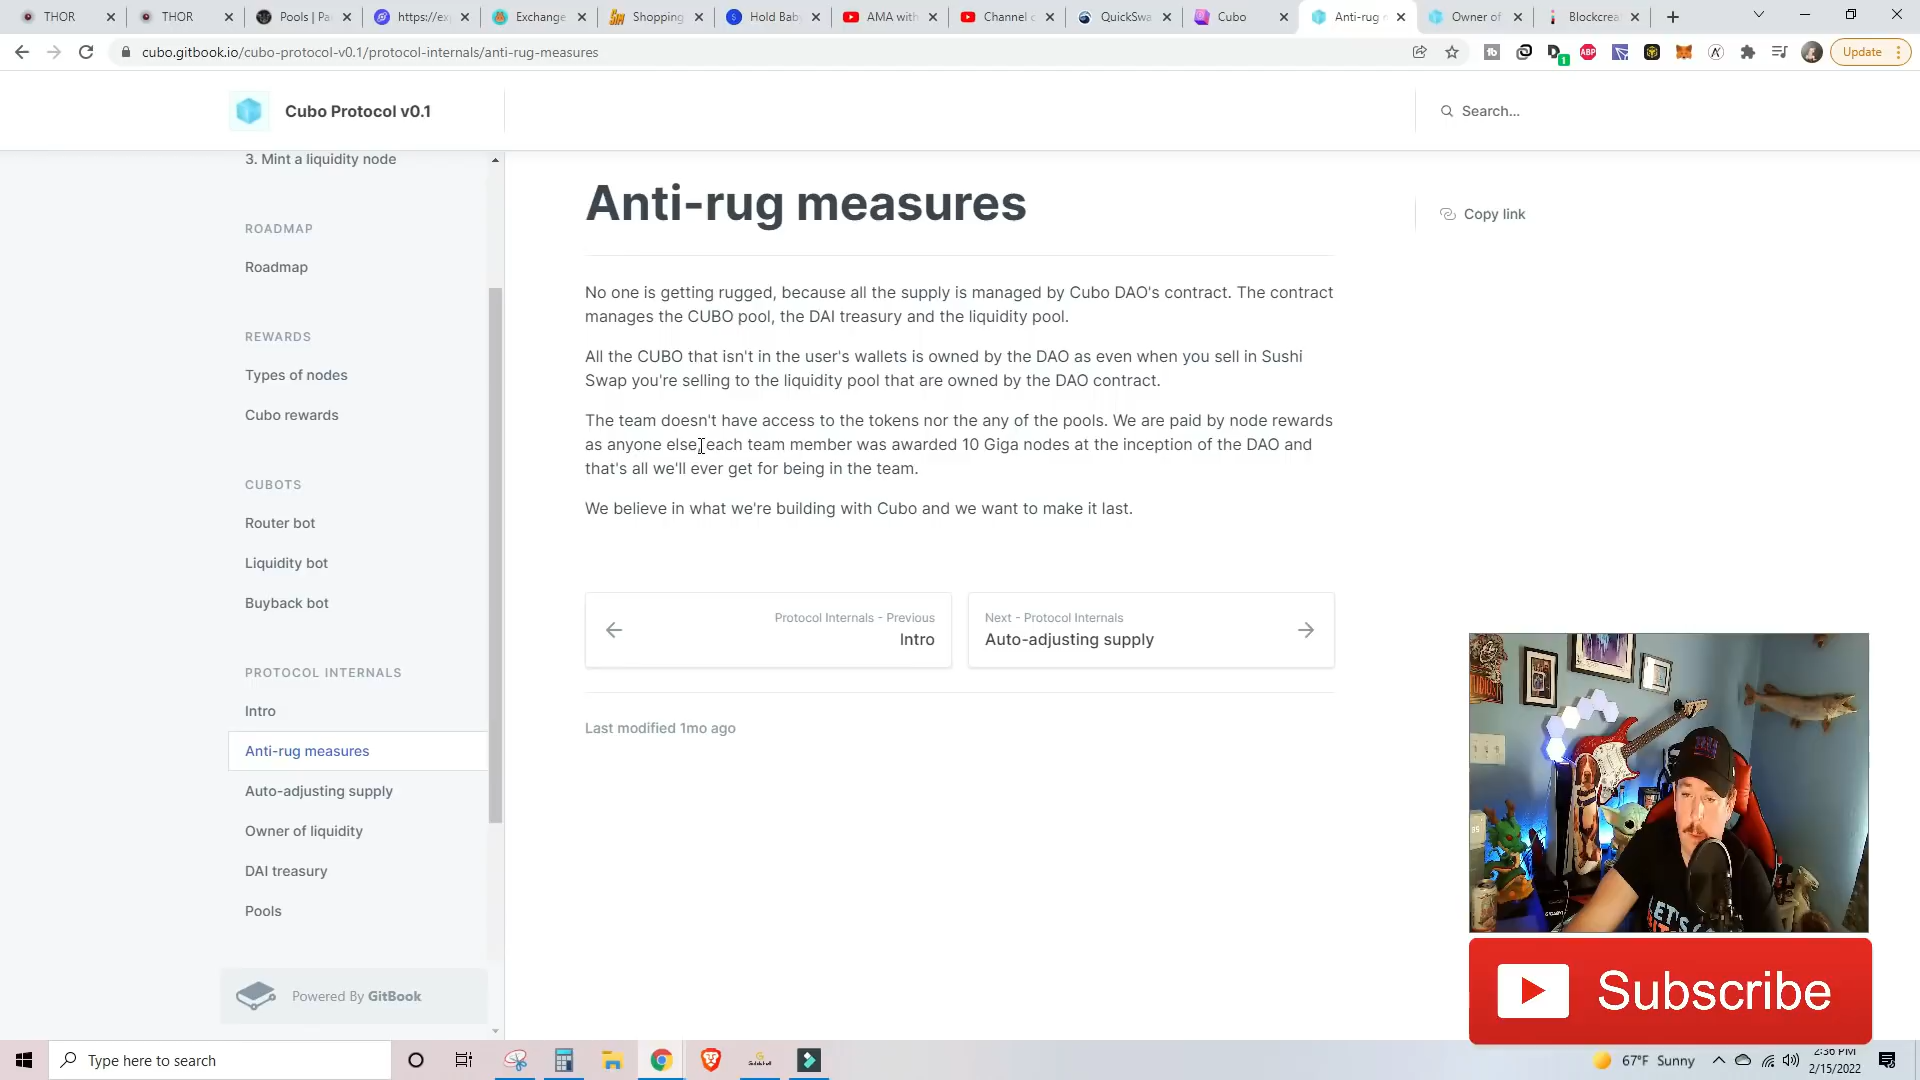 THOR
THOR
Pools | Pa
https://ex
Exchange
Shopping
Hold Bab
AMA with
Channel c
QuickSwa
Cubo
Anti-rug
Owner of
Blockcrea
cubo.gitbook.io/cubo-protocol-v0.1/protocol-internals/anti-rug-measures
1
ABP
Update
Cubo Protocol v0.1
Search...
3. Mint a liquidity node
ROADMAP
Roadmap
REWARDS
Types of nodes
Cubo rewards
CUBOTS
Router bot
Liquidity bot
Buyback bot
PROTOCOL INTERNALS
Intro
Anti-rug measures
Auto-adjusting supply
Owner of liquidity
DAI treasury
Pools
Powered By GitBook
Anti-rug measures
Copy link
No one is getting rugged, because all the supply is managed by Cubo DAO's contract. The contract
manages the CUBO pool, the DAI treasury and the liquidity pool.
All the CUBO that isn't in the user's wallets is owned by the DAO as even when you sell in Sushi
Swap you're selling to the liquidity pool that are owned by the DAO contract.
The team doesn't have access to the tokens nor the any of the pools. We are paid by node rewards
as anyone else, each team member was awarded 10 Giga nodes at the inception of the DAO and
that's all we'll ever get for being in the team.
We believe in what we're building with Cubo and we want to make it last.
Protocol Internals - Previous
Intro
Next - Protocol Internals
Auto-adjusting supply
Last modified 1mo ago
LET'S
Subscribe
Type here to search
67°F Sunny
2:36 PM
2/15/2022